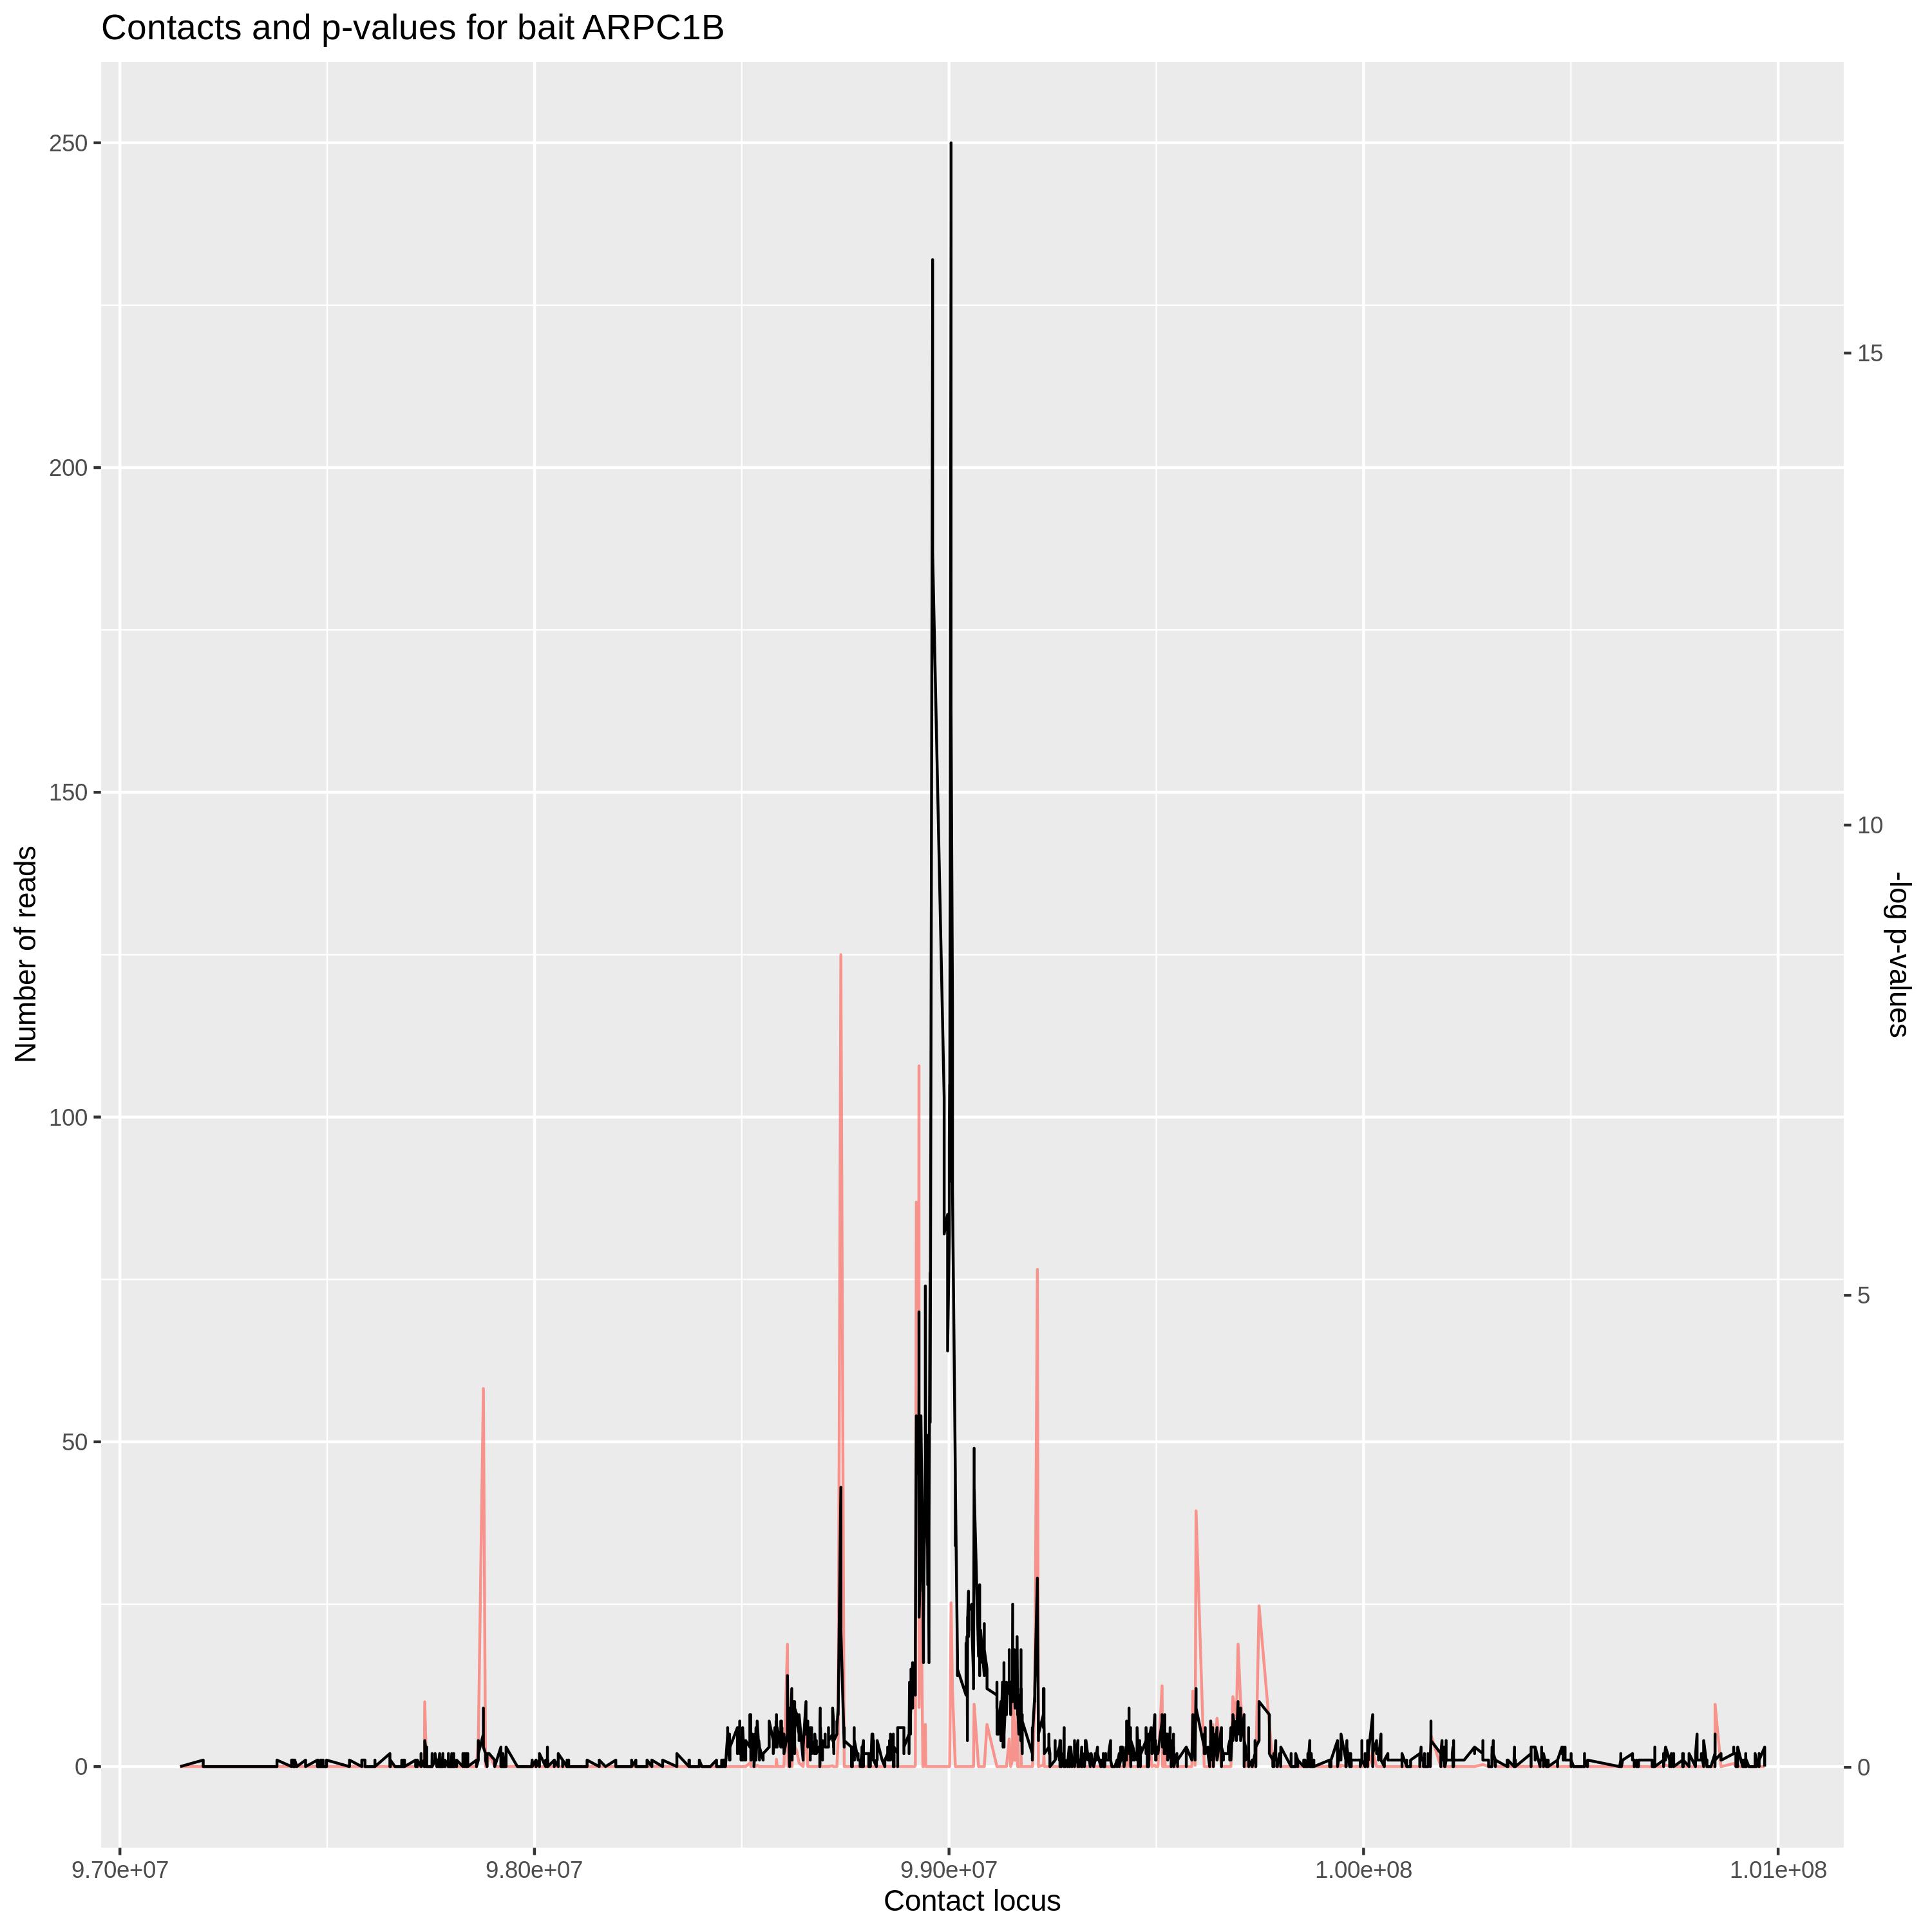 Contacts and p-values for bait ARPC1B
250
200
150
100
50
0
Number of reads
15
10
5
0
-log p-values
9.70e+07
9.80e+07
9.90e+07
1.00e+08
1.01e+08
Contact locus